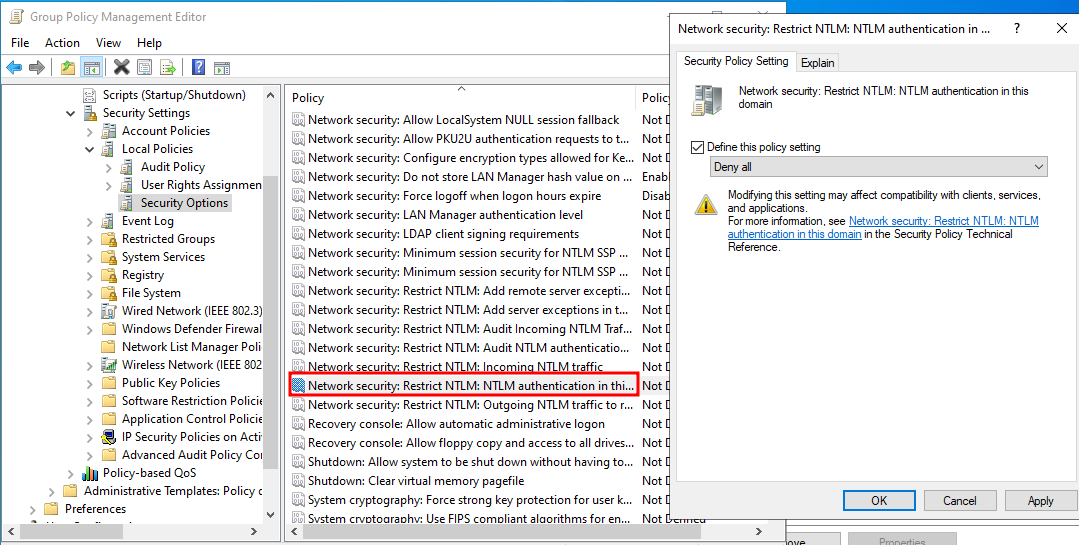 Group Policy Management Editor
File Action View Help
Scripts (Startup/Shutdown)
Security Settings
Account Policies
Local Policies
Audit Policy
User Rights Assignmen
Security Options
Event Log
Restricted Groups
System Services
Registry
File System
Wired Network (IEEE 802.3)
Windows Defender Firewal
Network List Manager Poli
Wireless Network (IEEE 802
Public Key Policies
Software Restriction Policie
Application Control Policie
IP Security Policies on Acti
Advanced Audit Policy Con
Policy-based QoS
Administrative Templates: Policy d
Preferences
Policy Policy
Network security: Allow LocalSystem NULL session fallback Not D
Network security: Allow PKU2U authentication requests to t... Not D
Network security: Configure encryption types allowed for Ke... Not D
Network security: Do not store LAN Manager hash value on ... Enabl
Network security: Force logoff when logon hours expire Disab
Network security: LAN Manager authentication level Not D
Network security: LDAP client signing requirements Not D
Network security: Minimum session security for NTLM SSP ... Not D
Network security: Minimum session security for NTLM SSP ... Not D
Network security: Restrict NTLM: Add remote server excepti... Not D
Network security: Restrict NTLM: Add server exceptions in t... Not D
Network security: Restrict NTLM: Audit Incoming NTLM Traf... Not D
Network security: Restrict NTLM: Audit NTLM authenticatio... Not D
Network security: Restrict NTLM: Incoming NTLM traffic Not D
Network security: Restrict NTLM: NTLM authentication in thi... Not D
Network security: Restrict NTLM: Outgoing NTLM traffic to r... Not D
Recovery console: Allow automatic administrative logon Not D
Recovery console: Allow floppy copy and access to all drives... Not D
Shutdown: Allow system to be shut down without having to... Not D
Shutdown: Clear virtual memory pagefile Not D
System cryptography: Force strong key protection for user k... Not D
System cryptography: Use FIPS compliant algorithms for en... Not Defined
Network security: Restrict NTLM: NTLM authentication in ... ?
Security Policy Setting Explain
Network security: Restrict NTLM: NTLM authentication in this
domain
Define this policy setting
Deny all
Modifying this setting may affect compatibility with clients, services,
and applications.
For more information, see Network security: Restrict NTLM: NTLM
authentication in this domain in the Security Policy Technical
Reference.
OK Cancel Apply
Properties